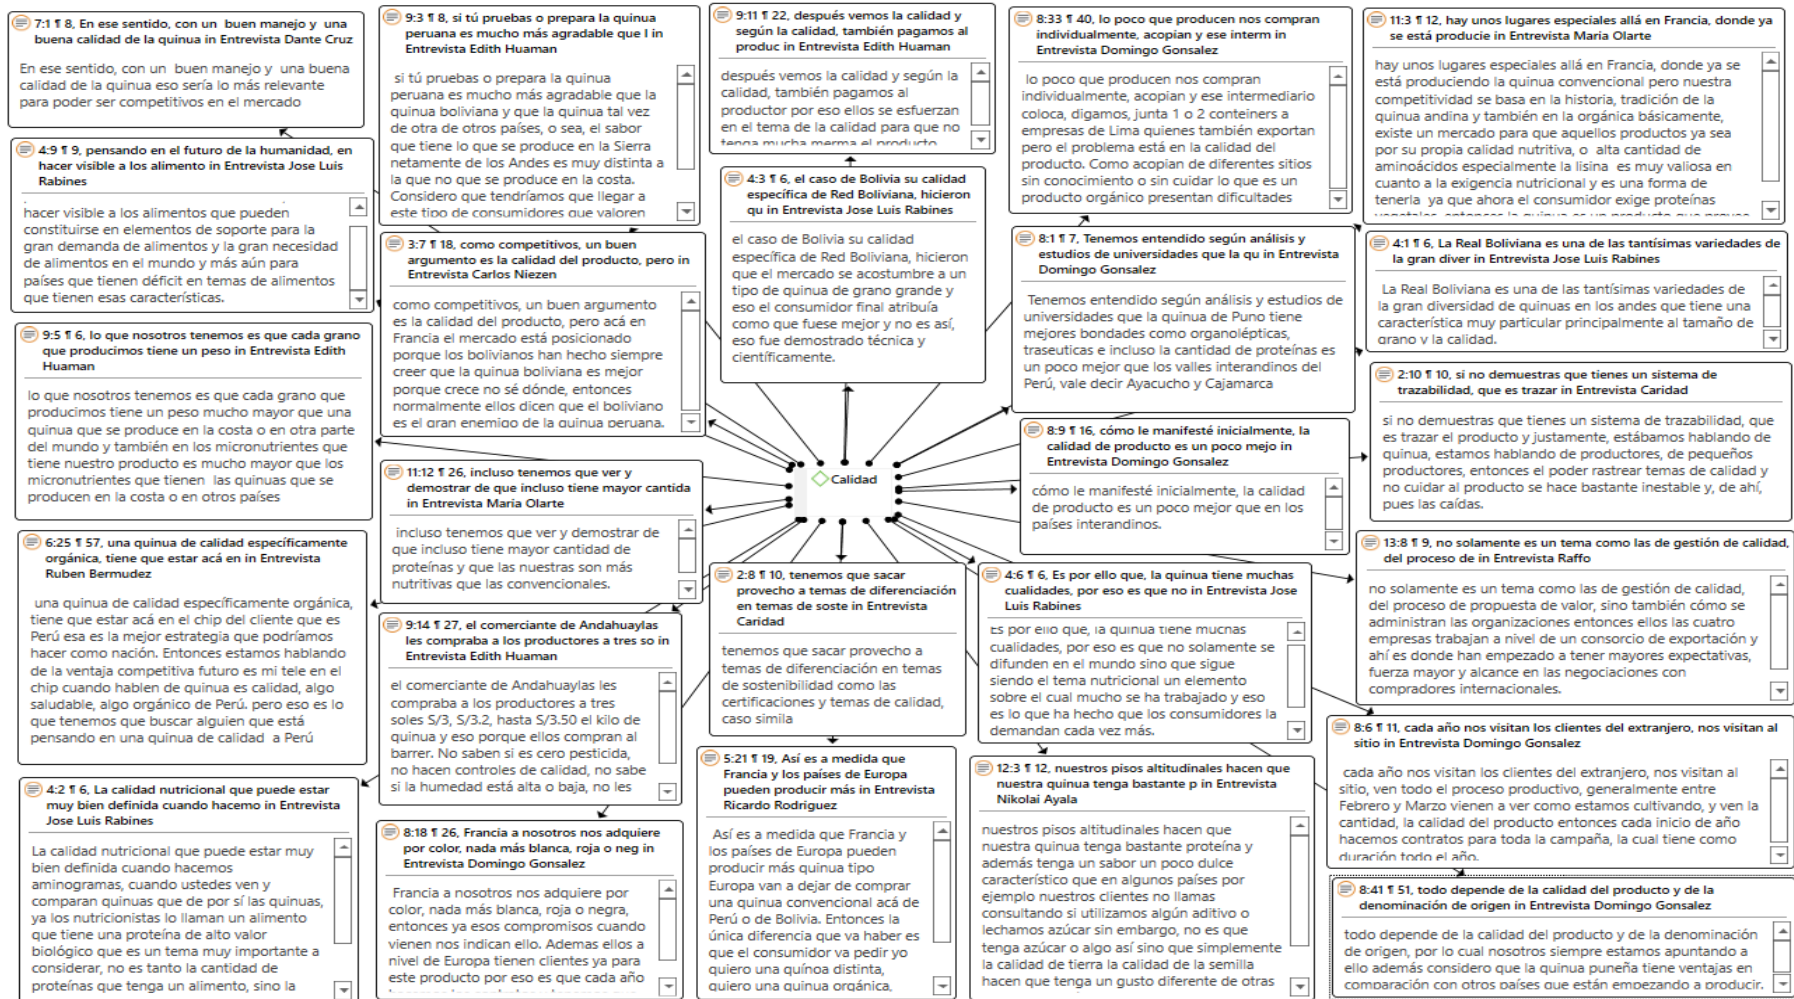 7:1 ¶ 8, En ese sentido, con un buen manejo y una
buena calidad de la quinua in Entrevista Dante Cruz
En ese sentido, con un buen manejo y una buena
calidad de la quinua eso sería lo más relevante
para poder ser competitivos en el mercado
4:9 ¶ 9, pensando en el futuro de la humanidad, en
hacer visible a los alimento in Entrevista Jose Luis
Rabines
hacer visible a los alimentos que pueden
constituirse en elementos de soporte para la
gran demanda de alimentos y la gran necesidad
de alimentos en el mundo y más aún para
países que tienen déficit en temas de alimentos
que tienen esas características.
9:5 ¶ 6, lo que nosotros tenemos es que cada grano
que producimos tiene un peso in Entrevista Edith
Huaman
lo que nosotros tenemos es que cada grano que
producimos tiene un peso mucho mayor que una
quinua que se produce en la costa o en otra parte
del mundo y también en los micronutrientes que
tiene nuestro producto es mucho mayor que los
micronutrientes que tienen las quinuas que se
producen en la costa o en otros países
6:25 ¶ 57, una quinua de calidad específicamente
orgánica, tiene que estar acá en in Entrevista
Ruben Bermudez
una quinua de calidad específicamente orgánica,
tiene que estar acá en el chip del cliente que es
Perú esa es la mejor estrategia que podríamos
hacer como nación. Entonces estamos hablando
de la ventaja competitiva futuro es mi tele en el
chip cuando hablen de quinua es calidad, algo
saludable, algo orgánico de Perú. pero eso es lo
que tenemos que buscar alguien que está
pensando en una quinua de calidad a Perú
4:2 ¶ 6, La calidad nutricional que puede estar
muy bien definida cuando hacemo in Entrevista
Jose Luis Rabines
La calidad nutricional que puede estar muy
bien definida cuando hacemos
aminogramas, cuando ustedes ven y
comparan quinuas que de por sí las quinuas,
ya los nutricionistas lo llaman un alimento
que tiene una proteína de alto valor
biológico que es un tema muy importante a
considerar, no es tanto la cantidad de
proteínas que tenga un alimento, sino la
9:3 ¶ 8, si tú pruebas o prepara la quinua
peruana es mucho más agradable que l in
Entrevista Edith Huaman
si tú pruebas o prepara la quinua
peruana es mucho más agradable que la
quinua boliviana y que la quinua tal vez
de otra de otros países, o sea, el sabor
que tiene lo que se produce en la Sierra
netamente de los Andes es muy distinta a
la que no que se produce en la costa.
Considero que tendríamos que llegar a
este tipo de consumidores que valoren
3:7 ¶ 18, como competitivos, un buen
argumento es la calidad del producto, pero in
Entrevista Carlos Niezen
como competitivos, un buen argumento
es la calidad del producto, pero acá en
Francia el mercado está posicionado
porque los bolivianos han hecho siempre
creer que la quinua boliviana es mejor
porque crece no sé dónde, entonces
normalmente ellos dicen que el boliviano
es el gran enemigo de la quinua peruana.
11:12 ¶ 26, incluso tenemos que ver y
demostrar de que incluso tiene mayor cantida
in Entrevista Maria Olarte
incluso tenemos que ver y demostrar de
que incluso tiene mayor cantidad de
proteínas y que las nuestras son más
nutritivas que las convencionales.
9:14 ¶ 27, el comerciante de Andahuaylas
les compraba a los productores a tres so in
Entrevista Edith Huaman
el comerciante de Andahuaylas les
compraba a los productores a tres
soles S/3, S/3.2, hasta S/3.50 el kilo de
quinua y eso porque ellos compran al
barrer. No saben si es cero pesticida,
no hacen controles de calidad, no sabe
si la humedad está alta o baja, no les
8:18 ¶ 26, Francia a nosotros nos adquiere
por color, nada más blanca, roja o neg in
Entrevista Domingo Gonsalez
Francia a nosotros nos adquiere por
color, nada más blanca, roja o negra,
entonces ya esos compromisos cuando
vienen nos indican ello. Ademas ellos a
nivel de Europa tienen clientes ya para
este producto por eso es que cada año
9:11 ¶ 22, después vemos la calidad y
según la calidad, también pagamos al
produc in Entrevista Edith Huaman
después vemos la calidad y según la
calidad, también pagamos al
productor por eso ellos se esfuerzan
en el tema de la calidad para que no
tenga mucha merma el producto
4:3 ¶ 6, el caso de Bolivia su calidad
específica de Red Boliviana, hicieron
qu in Entrevista Jose Luis Rabines
el caso de Bolivia su calidad
específica de Red Boliviana, hicieron
que el mercado se acostumbre a un
tipo de quinua de grano grande y
eso el consumidor final atribuía
como que fuese mejor y no es así,
eso fue demostrado técnica y
científicamente.
Calidad
2:8 ¶ 10, tenemos que sacar
provecho a temas de diferenciación
en temas de soste in Entrevista
Caridad
tenemos que sacar provecho a
temas de diferenciación en temas
de sostenibilidad como las
certificaciones y temas de calidad,
caso simila
5:21 ¶ 19, Así es a medida que
Francia y los países de Europa
pueden producir más in Entrevista
Ricardo Rodriguez
Así es a medida que Francia y
los países de Europa pueden
producir más quinua tipo
Europa van a dejar de comprar
una quinua convencional acá de
Perú o de Bolivia. Entonces la
única diferencia que va haber es
que el consumidor va pedir yo
quiero una quínoa distinta,
quiero una quinua orgánica,
8:33 ¶ 40, lo poco que producen nos compran
individualmente, acopian y ese interm in
Entrevista Domingo Gonsalez
lo poco que producen nos compran
individualmente, acopian y ese intermediario
coloca, digamos, junta 1 o 2 conteiners a
empresas de Lima quienes también exportan
pero el problema está en la calidad del
producto. Como acopian de diferentes sitios
sin conocimiento o sin cuidar lo que es un
producto orgánico presentan dificultades
8:1 ¶ 7, Tenemos entendido según análisis y
estudios de universidades que la qu in Entrevista
Domingo Gonsalez
Tenemos entendido según análisis y estudios de
universidades que la quinua de Puno tiene
mejores bondades como organolépticas,
traseuticas e incluso la cantidad de proteínas es
un poco mejor que los valles interandinos del
Perú, vale decir Ayacucho y Cajamarca
8:9 ¶ 16, cómo le manifesté inicialmente, la
calidad de producto es un poco mejo in
Entrevista Domingo Gonsalez
cómo le manifesté inicialmente, la calidad
de producto es un poco mejor que en los
países interandinos.
4:6 ¶ 6, Es por ello que, la quinua tiene muchas
cualidades, por eso es que no in Entrevista Jose
Luis Rabines
Es por ello que, la quinua tiene muchas
cualidades, por eso es que no solamente se
difunden en el mundo sino que sigue
siendo el tema nutricional un elemento
sobre el cual mucho se ha trabajado y eso
es lo que ha hecho que los consumidores la
demandan cada vez más.
12:3 ¶ 12, nuestros pisos altitudinales hacen que
nuestra quinua tenga bastante p in Entrevista
Nikolai Ayala
nuestros pisos altitudinales hacen que
nuestra quinua tenga bastante proteína y
además tenga un sabor un poco dulce
característico que en algunos países por
ejemplo nuestros clientes no llamas
consultando si utilizamos algún aditivo o
lechamos azúcar sin embargo, no es que
tenga azúcar o algo así sino que simplemente
la calidad de tierra la calidad de la semilla
hacen que tenga un gusto diferente de otras
11:3 ¶ 12, hay unos lugares especiales allá en Francia, donde ya
se está producie in Entrevista Maria Olarte
hay unos lugares especiales allá en Francia, donde ya se
está produciendo la quinua convencional pero nuestra
competitividad se basa en la historia, tradición de la
quinua andina y también en la orgánica básicamente,
existe un mercado para que aquellos productos ya sea
por su propia calidad nutritiva, o alta cantidad de
aminoácidos especialmente la lisina es muy valiosa en
cuanto a la exigencia nutricional y es una forma de
tenerla ya que ahora el consumidor exige proteínas
vegetales, entonces la quinua es un producto que provee
4:1 ¶ 6, La Real Boliviana es una de las tantísimas variedades de
la gran diver in Entrevista Jose Luis Rabines
La Real Boliviana es una de las tantísimas variedades de
la gran diversidad de quinuas en los andes que tiene una
característica muy particular principalmente al tamaño de
grano y la calidad.
2:10 ¶ 10, si no demuestras que tienes un sistema de
trazabilidad, que es trazar in Entrevista Caridad
si no demuestras que tienes un sistema de trazabilidad, que
es trazar el producto y justamente, estábamos hablando de
quinua, estamos hablando de productores, de pequeños
productores, entonces el poder rastrear temas de calidad y
no cuidar al producto se hace bastante inestable y, de ahí,
pues las caídas.
13:8 ¶ 9, no solamente es un tema como las de gestión de calidad,
del proceso de in Entrevista Raffo
no solamente es un tema como las de gestión de calidad,
del proceso de propuesta de valor, sino también cómo se
administran las organizaciones entonces ellos las cuatro
empresas trabajan a nivel de un consorcio de exportación y
ahí es donde han empezado a tener mayores expectativas,
fuerza mayor y alcance en las negociaciones con
compradores internacionales.
8:6 ¶ 11, cada año nos visitan los clientes del extranjero, nos visitan al
sitio in Entrevista Domingo Gonsalez
cada año nos visitan los clientes del extranjero, nos visitan al
sitio, ven todo el proceso productivo, generalmente entre
Febrero y Marzo vienen a ver como estamos cultivando, y ven la
cantidad, la calidad del producto entonces cada inicio de año
hacemos contratos para toda la campaña, la cual tiene como
duración todo el año.
8:41 ¶ 51, todo depende de la calidad del producto y de la
denominación de origen in Entrevista Domingo Gonsalez
todo depende de la calidad del producto y de la denominación
de origen, por lo cual nosotros siempre estamos apuntando a
ello además considero que la quinua puneña tiene ventajas en
comparación con otros países que están empezando a producir.